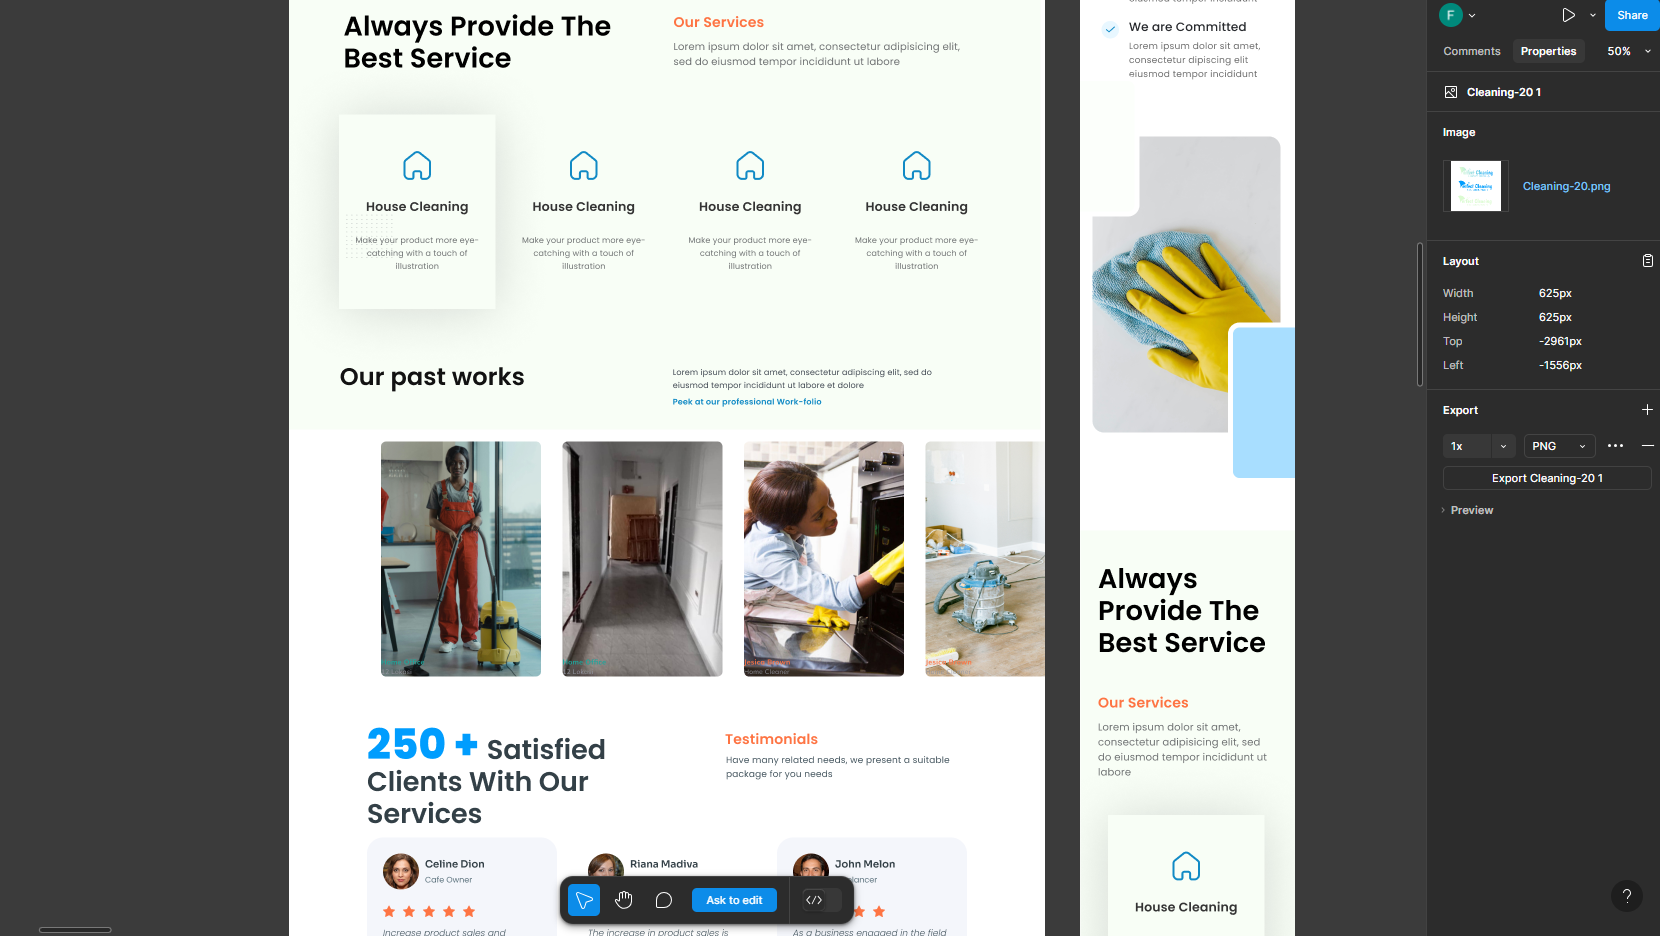 Always Provide The
Best Service
Our Services
Lorem ipsum dolor sit amet, consectetur adipisicing elit,
sed do eiusmod tempor incididunt ut labore
House Cleaning
Make your product more eye-
catching with a touch of
illustration
House Cleaning
Make your product more eye-
catching with a touch of
illustration
House Cleaning
Make your product more eye-
catching with a touch of
illustration
House Cleaning
Make your product more eye-
catching with a touch of
illustration
Our past works
Lorem ipsum dolor sit amet, consectetur adipiscing elit, sed do
eiusmod tempor incididunt ut labore et dolore
Peek at our professional Work-folio
Jesica Brown
Home Cleaner
Jesica Brown
250 + Satisfied
Clients With Our
Services
Testimonials
Have many related needs, we present a suitable
package for you needs
Celine Dion
Cafe Owner
Increase product sales and
Riana Madiva
The increase in product sales is
John Melon
As a business engaged in the field
Ask to edit
</>
We are Committed
Lorem ipsum dolor sit amet,
consectetur dipiscing elit
eiusmod tempor incididunt
Always
Provide The
Best Service
Our Services
Lorem ipsum dolor sit amet,
consectetur adipisicing elit, sed
do eiusmod tempor incididunt ut
labore
House Cleaning
F
Share
Comments
Properties
50%
Cleaning-20 1
Image
Cleaning-20.png
Layout
Width 625px
Height 625px
Top -2961px
Left -1556px
Export
1x
PNG
Export Cleaning-20 1
Preview
?